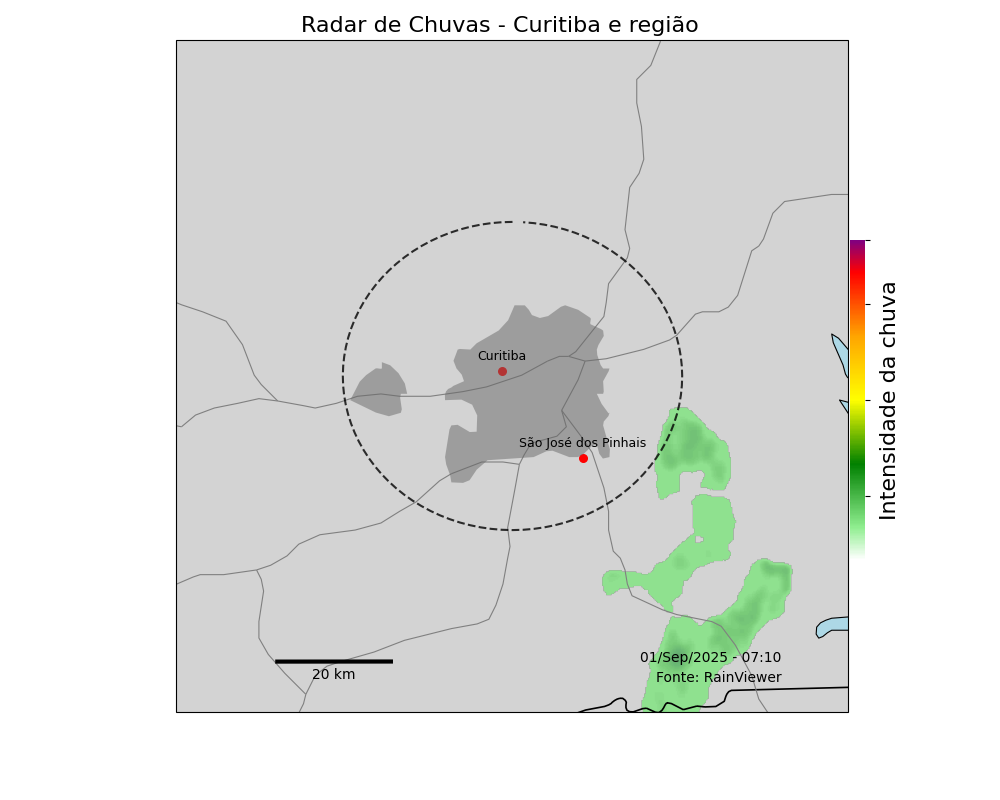 Radar de Chuvas - Curitiba e região
Curitiba
São José dos Pinhais
Intensidade da chuva
01/Sep/2025 - 07:10
20 km
Fonte: RainViewer